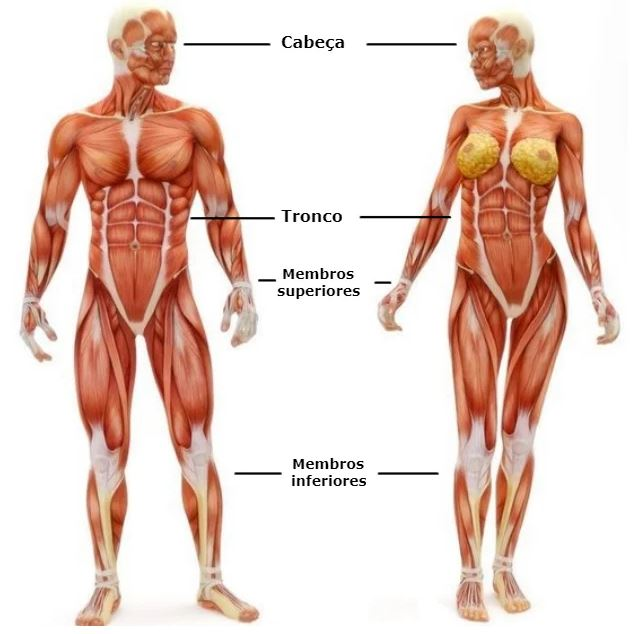 Cabeça
Tronco
Membros
superiores
Membros
inferiores